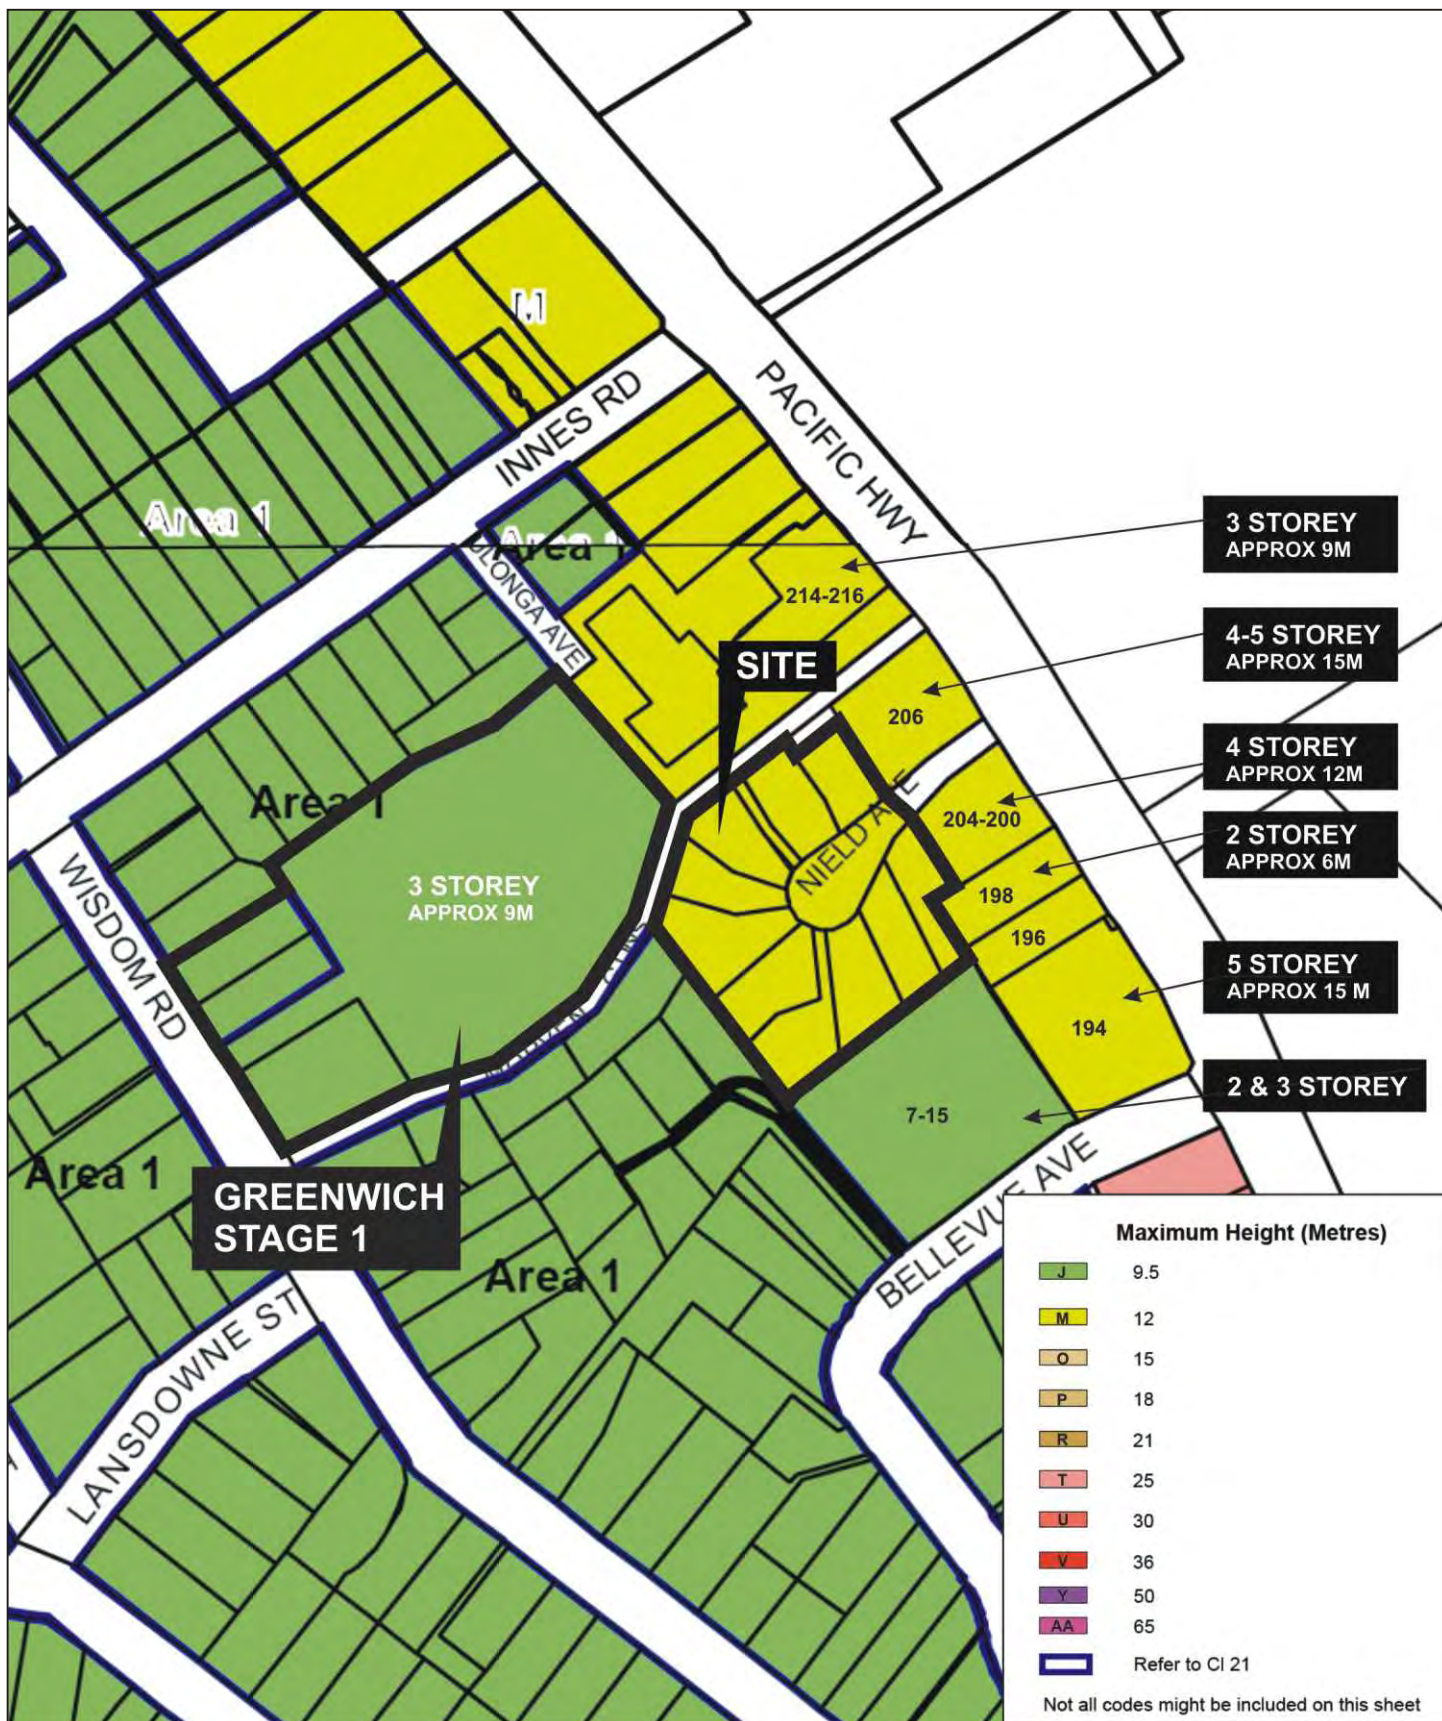 M
INNES RD
PACIFIC HWY
Area 1
Area 1
3 STOREY
APPROX 9M
214-216
4-5 STOREY
APPROX 15M
SITE
206
4 STOREY
APPROX 12M
Area 1
NIELD AVE
204-200
2 STOREY
APPROX 6M
3 STOREY
APPROX 9M
198
WISDOM RD
196
5 STOREY
APPROX 15 M
194
2 & 3 STOREY
7-15
Area 1
GREENWICH
STAGE 1
BELLEVUE AVE
Area 1
LANSDOWNE ST
Maximum Height (Metres)
J 9.5
M 12
O 15
P 18
R 21
T 25
U 30
V 36
Y 50
AA 65
Refer to Cl 21
Not all codes might be included on this sheet